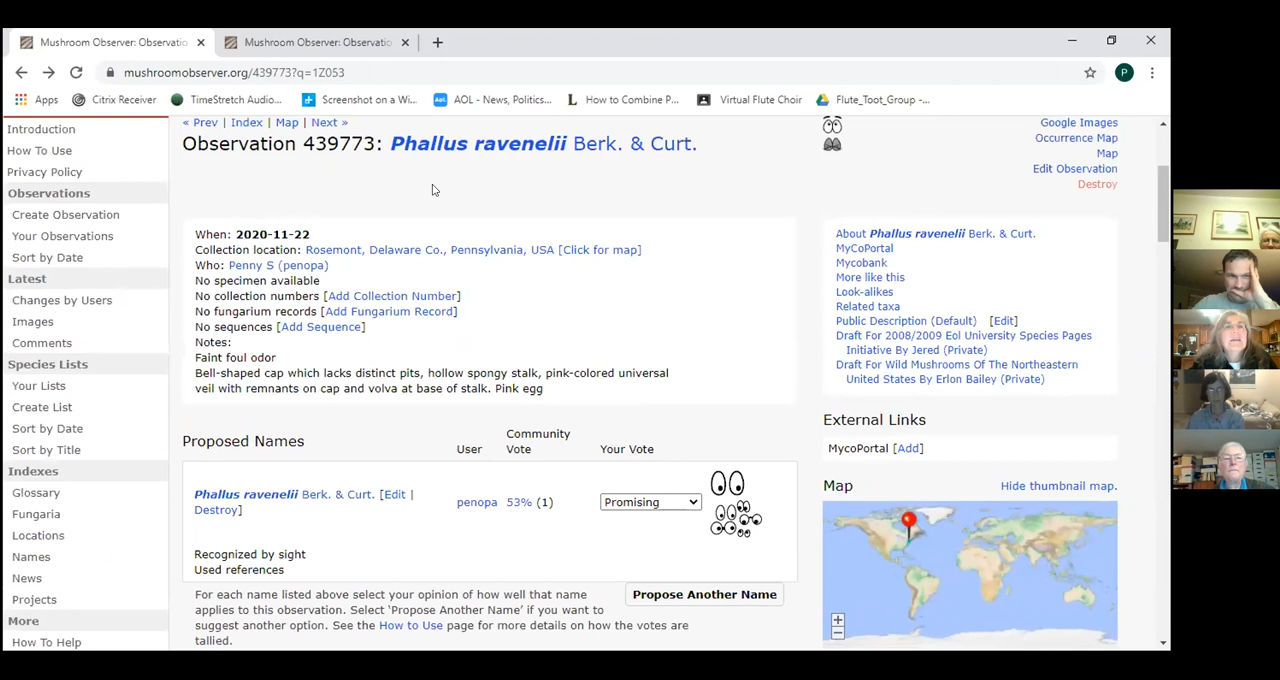 Mushroom Observer: Observatio
Mushroom Observer: Observatio
mushroomobserver.org/439773?q=1Z053
P
Apps
Citrix Receiver
TimeStretch Audio...
Screenshot on a Wi...
AOL - News, Politics...
How to Combine P...
Virtual Flute Choir
Flute_Toot_Group -...
Introduction
How To Use
Privacy Policy
Observations
Create Observation
Your Observations
Sort by Date
Latest
Changes by Users
Images
Comments
Species Lists
Your Lists
Create List
Sort by Date
Sort by Title
Indexes
Glossary
Fungaria
Locations
Names
News
Projects
More
How To Help
« Prev | Index | Map | Next »
Observation 439773: Phallus ravenelii Berk. & Curt.
When: 2020-11-22
Collection location: Rosemont, Delaware Co., Pennsylvania, USA [Click for map]
Who: Penny S (penopa)
No specimen available
No collection numbers [Add Collection Number]
No fungarium records [Add Fungarium Record]
No sequences [Add Sequence]
Notes:
Faint foul odor
Bell-shaped cap which lacks distinct pits, hollow spongy stalk, pink-colored universal
veil with remnants on cap and volva at base of stalk. Pink egg
Proposed Names
User
Community
Vote
Your Vote
Phallus ravenelii Berk. & Curt. [Edit |
Destroy]
penopa
53% (1)
Promising
Recognized by sight
Used references
For each name listed above select your opinion of how well that name
applies to this observation. Select 'Propose Another Name' if you want to
suggest another option. See the How to Use page for more details on how the votes are
tallied.
Propose Another Name
Google Images
Occurrence Map
Map
Edit Observation
Destroy
About Phallus ravenelii Berk. & Curt.
MyCoPortal
Mycobank
More like this
Look-alikes
Related taxa
Public Description (Default) [Edit]
Draft For 2008/2009 Eol University Species Pages
Initiative By Jered (Private)
Draft For Wild Mushrooms Of The Northeastern
United States By Erlon Bailey (Private)
External Links
MycoPortal [Add]
Map
Hide thumbnail map.
+
−